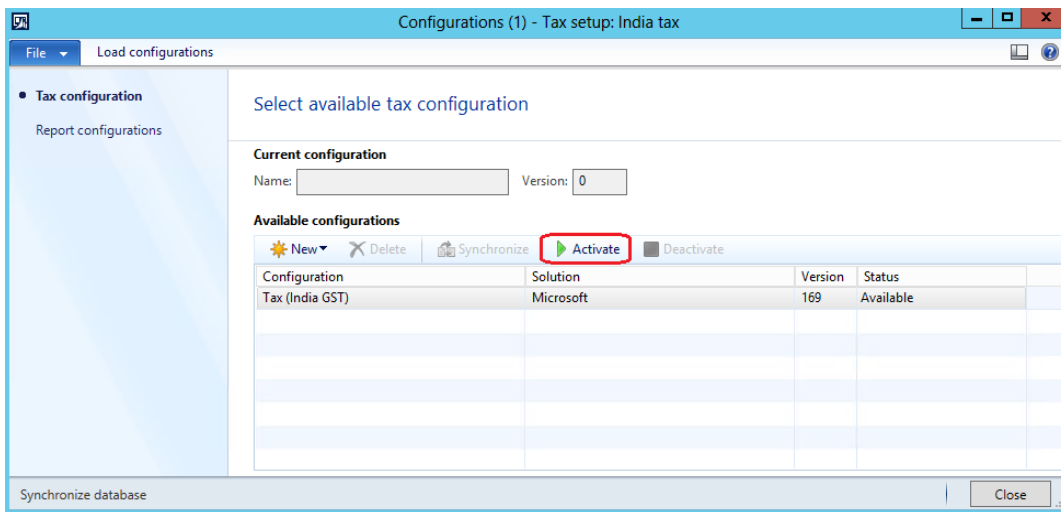 Configurations (1) - Tax setup: India tax
File Load configurations
Tax configuration
Report configurations
Select available tax configuration
Current configuration
Name: Version: 0
Available configurations
New Delete Synchronize Activate Deactivate
Configuration Solution Version Status
Tax (India GST) Microsoft 169 Available
Synchronize database Close